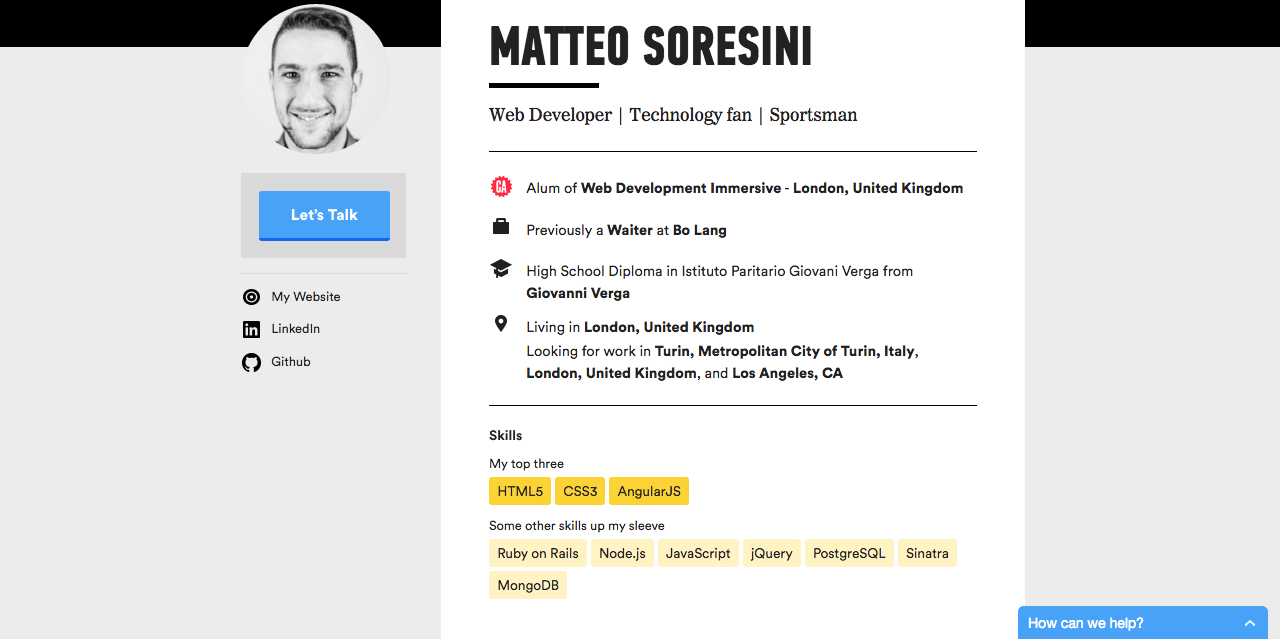 MATTEO SORESINI
Web Developer | Technology fan | Sportsman
Let's Talk
My Website
LinkedIn
Github
GA
Alum of Web Development Immersive - London, United Kingdom
Previously a Waiter at Bo Lang
High School Diploma in Istituto Paritario Giovani Verga from
Giovanni Verga
Living in London, United Kingdom
Looking for work in Turin, Metropolitan City of Turin, Italy,
London, United Kingdom, and Los Angeles, CA
Skills
My top three
HTML5 CSS3 AngularJS
Some other skills up my sleeve
Ruby on Rails Node.js JavaScript jQuery PostgreSQL Sinatra
MongoDB
How can we help?